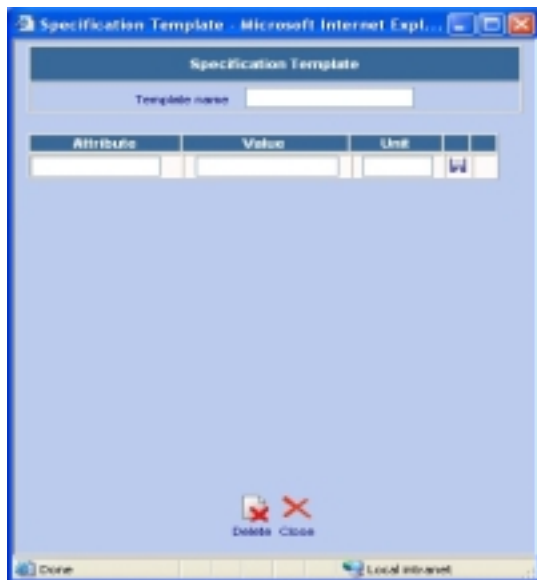 Specification Template - Microsoft Internet Expl...
Specification Template
Template name
Attribute Value Unit
Delete Close
Done Local intranet